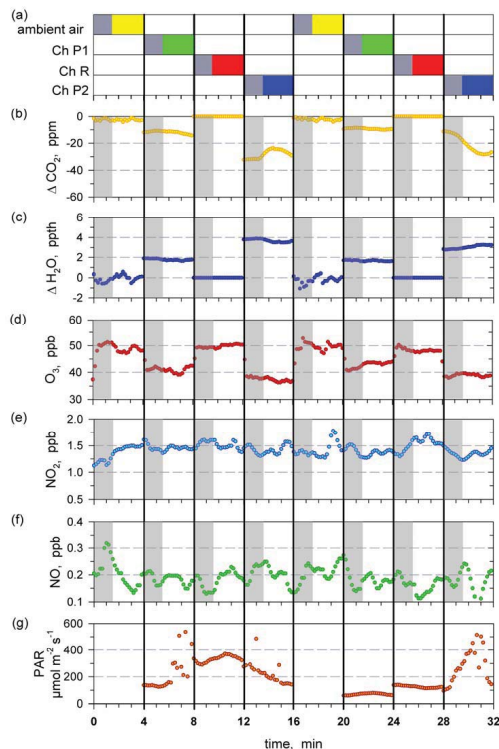 (a)
ambient air
Ch P1
Ch R
Ch P2
(b)
Δ CO₂, ppm
0
-20
-40
-60
(c)
Δ H₂O, ppth
6
4
2
0
-2
(d)
O₃, ppb
60
50
40
30
(e)
NO₂, ppb
2.0
1.5
1.0
0.5
(f)
NO, ppb
0.4
0.3
0.2
0.1
(g)
PAR
μmol m⁻² s⁻¹
600
400
200
0
0 4 8 12 16 20 24 28 32
time, min